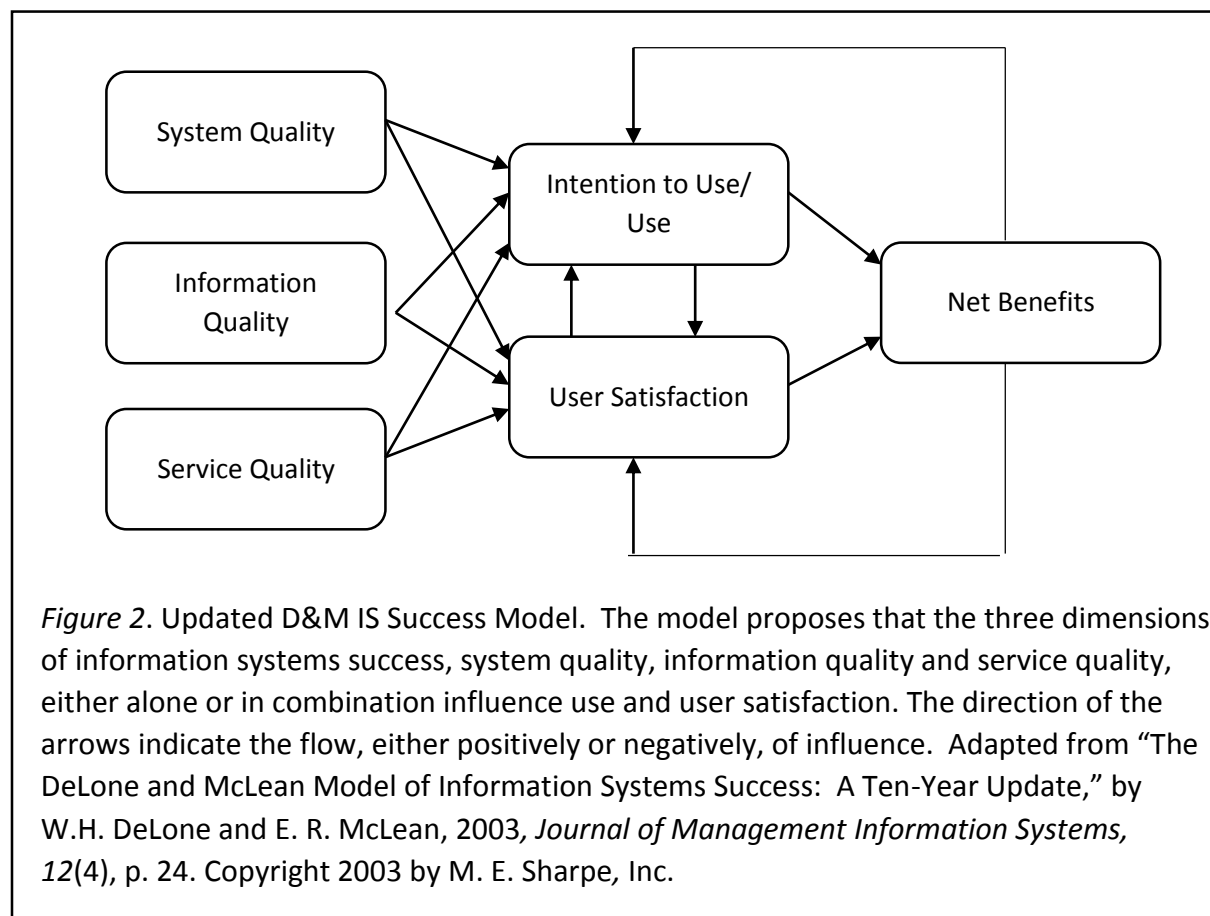 System Quality
Intention to Use/
Use
Information
Quality
Net Benefits
User Satisfaction
Service Quality
Figure 2. Updated D&M IS Success Model.  The model proposes that the three dimensions
of information systems success, system quality, information quality and service quality,
either alone or in combination influence use and user satisfaction. The direction of the
arrows indicate the flow, either positively or negatively, of influence.  Adapted from “The
DeLone and McLean Model of Information Systems Success:  A Ten-Year Update,” by
W.H. DeLone and E. R. McLean, 2003, Journal of Management Information Systems,
12(4), p. 24. Copyright 2003 by M. E. Sharpe, Inc.